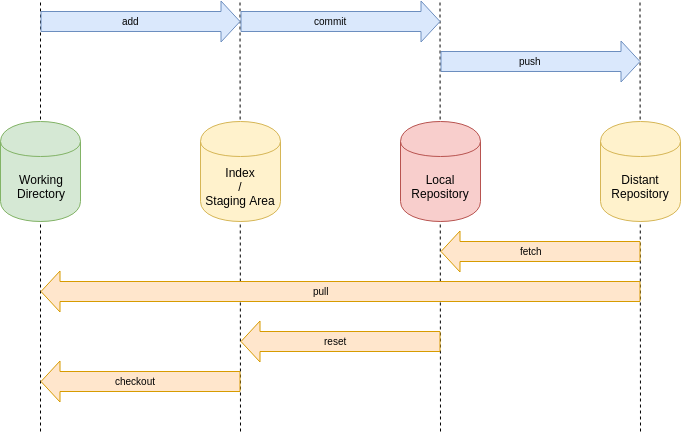 add
commit
push
Working
Directory
Index
/
Staging Area
Local
Repository
Distant
Repository
fetch
pull
reset
checkout